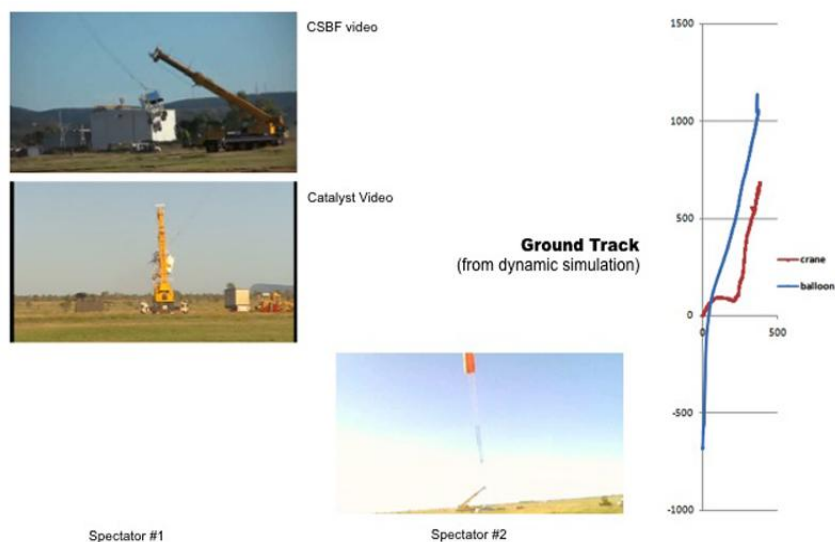 CSBF video
Catalyst Video
Ground Track
(from dynamic simulation)
1500
1000
500
0
-500
-1000
0
500
crane
balloon
Spectator #1
Spectator #2